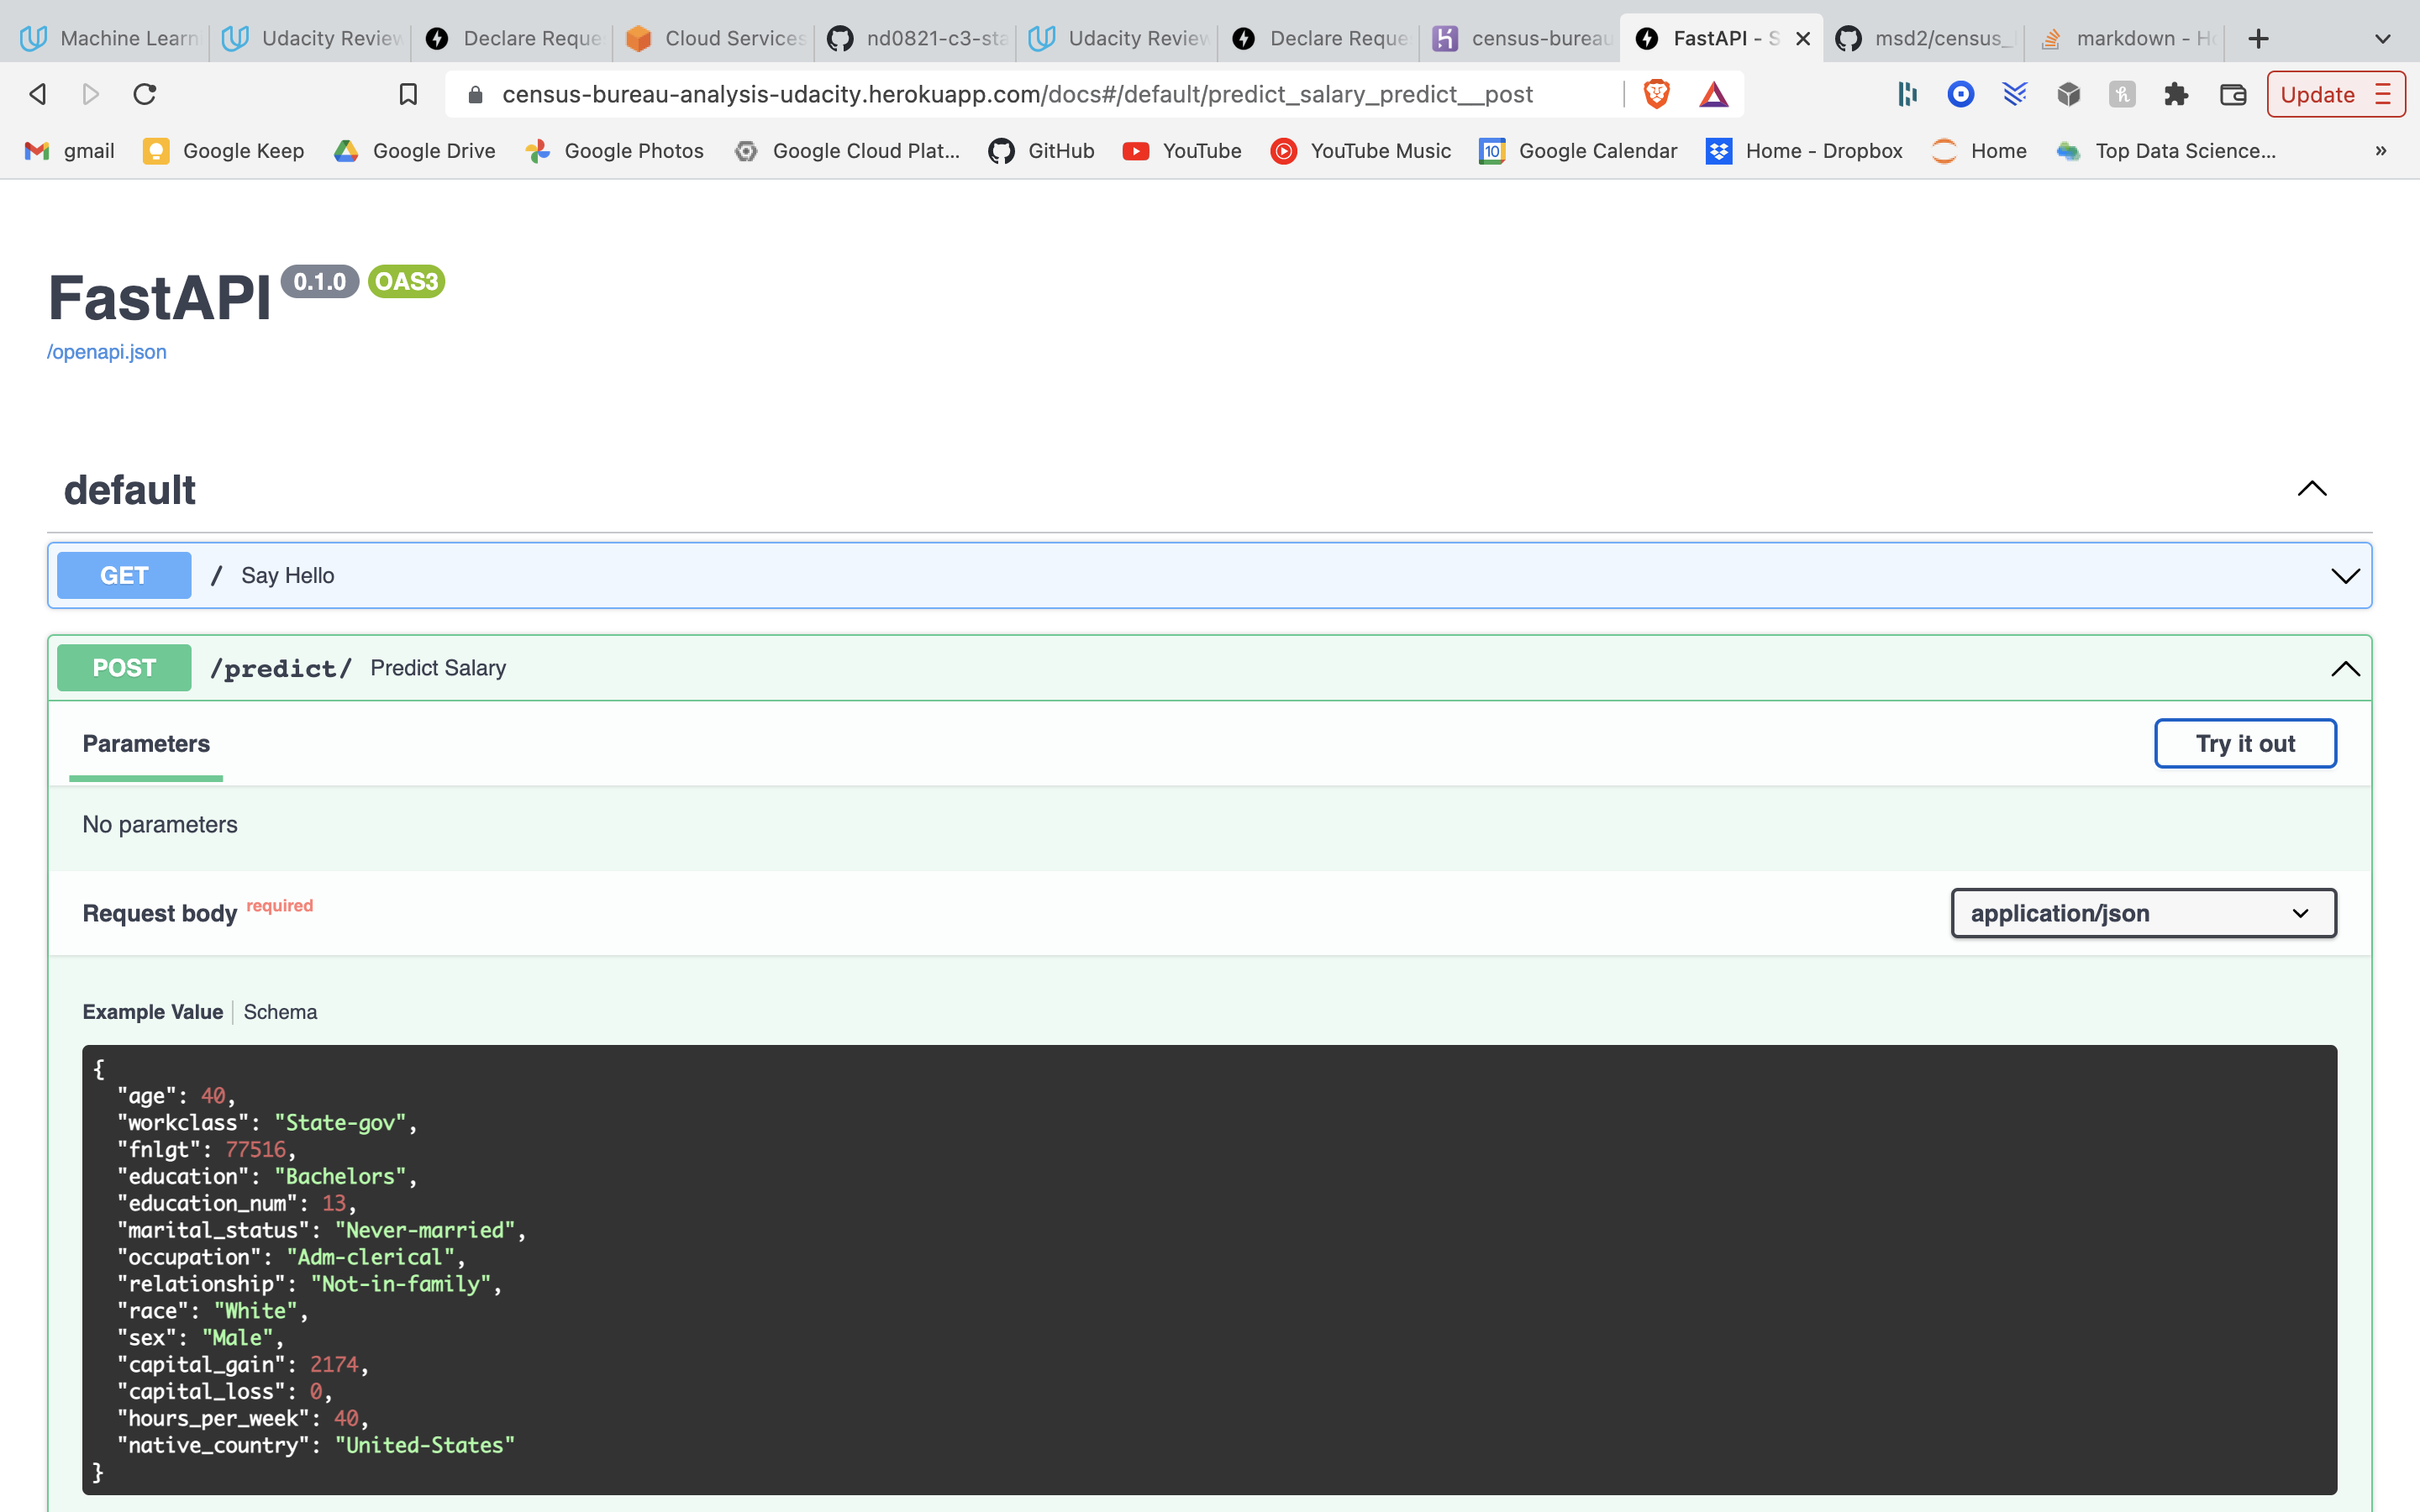 Machine Learn
Udacity Review
Declare Reque
Cloud Services
nd0821-c3-sta
Udacity Review
Declare Reque
census-bureau
FastAPI - S
msd2/census_
markdown - H
census-bureau-analysis-udacity.herokuapp.com/docs#/default/predict_salary_predict__post
Update
gmail
Google Keep
Google Drive
Google Photos
Google Cloud Plat...
GitHub
YouTube
YouTube Music
10
Google Calendar
Home - Dropbox
Home
Top Data Science...
»
FastAPI 0.1.0 OAS3
/openapi.json
default
GET / Say Hello
POST /predict/ Predict Salary
Parameters
Try it out
No parameters
Request body required
application/json
Example Value
Schema
{
"age": 40,
"workclass": "State-gov",
"fnlgt": 77516,
"education": "Bachelors",
"education_num": 13,
"marital_status": "Never-married",
"occupation": "Adm-clerical",
"relationship": "Not-in-family",
"race": "White",
"sex": "Male",
"capital_gain": 2174,
"capital_loss": 0,
"hours_per_week": 40,
"native_country": "United-States"
}